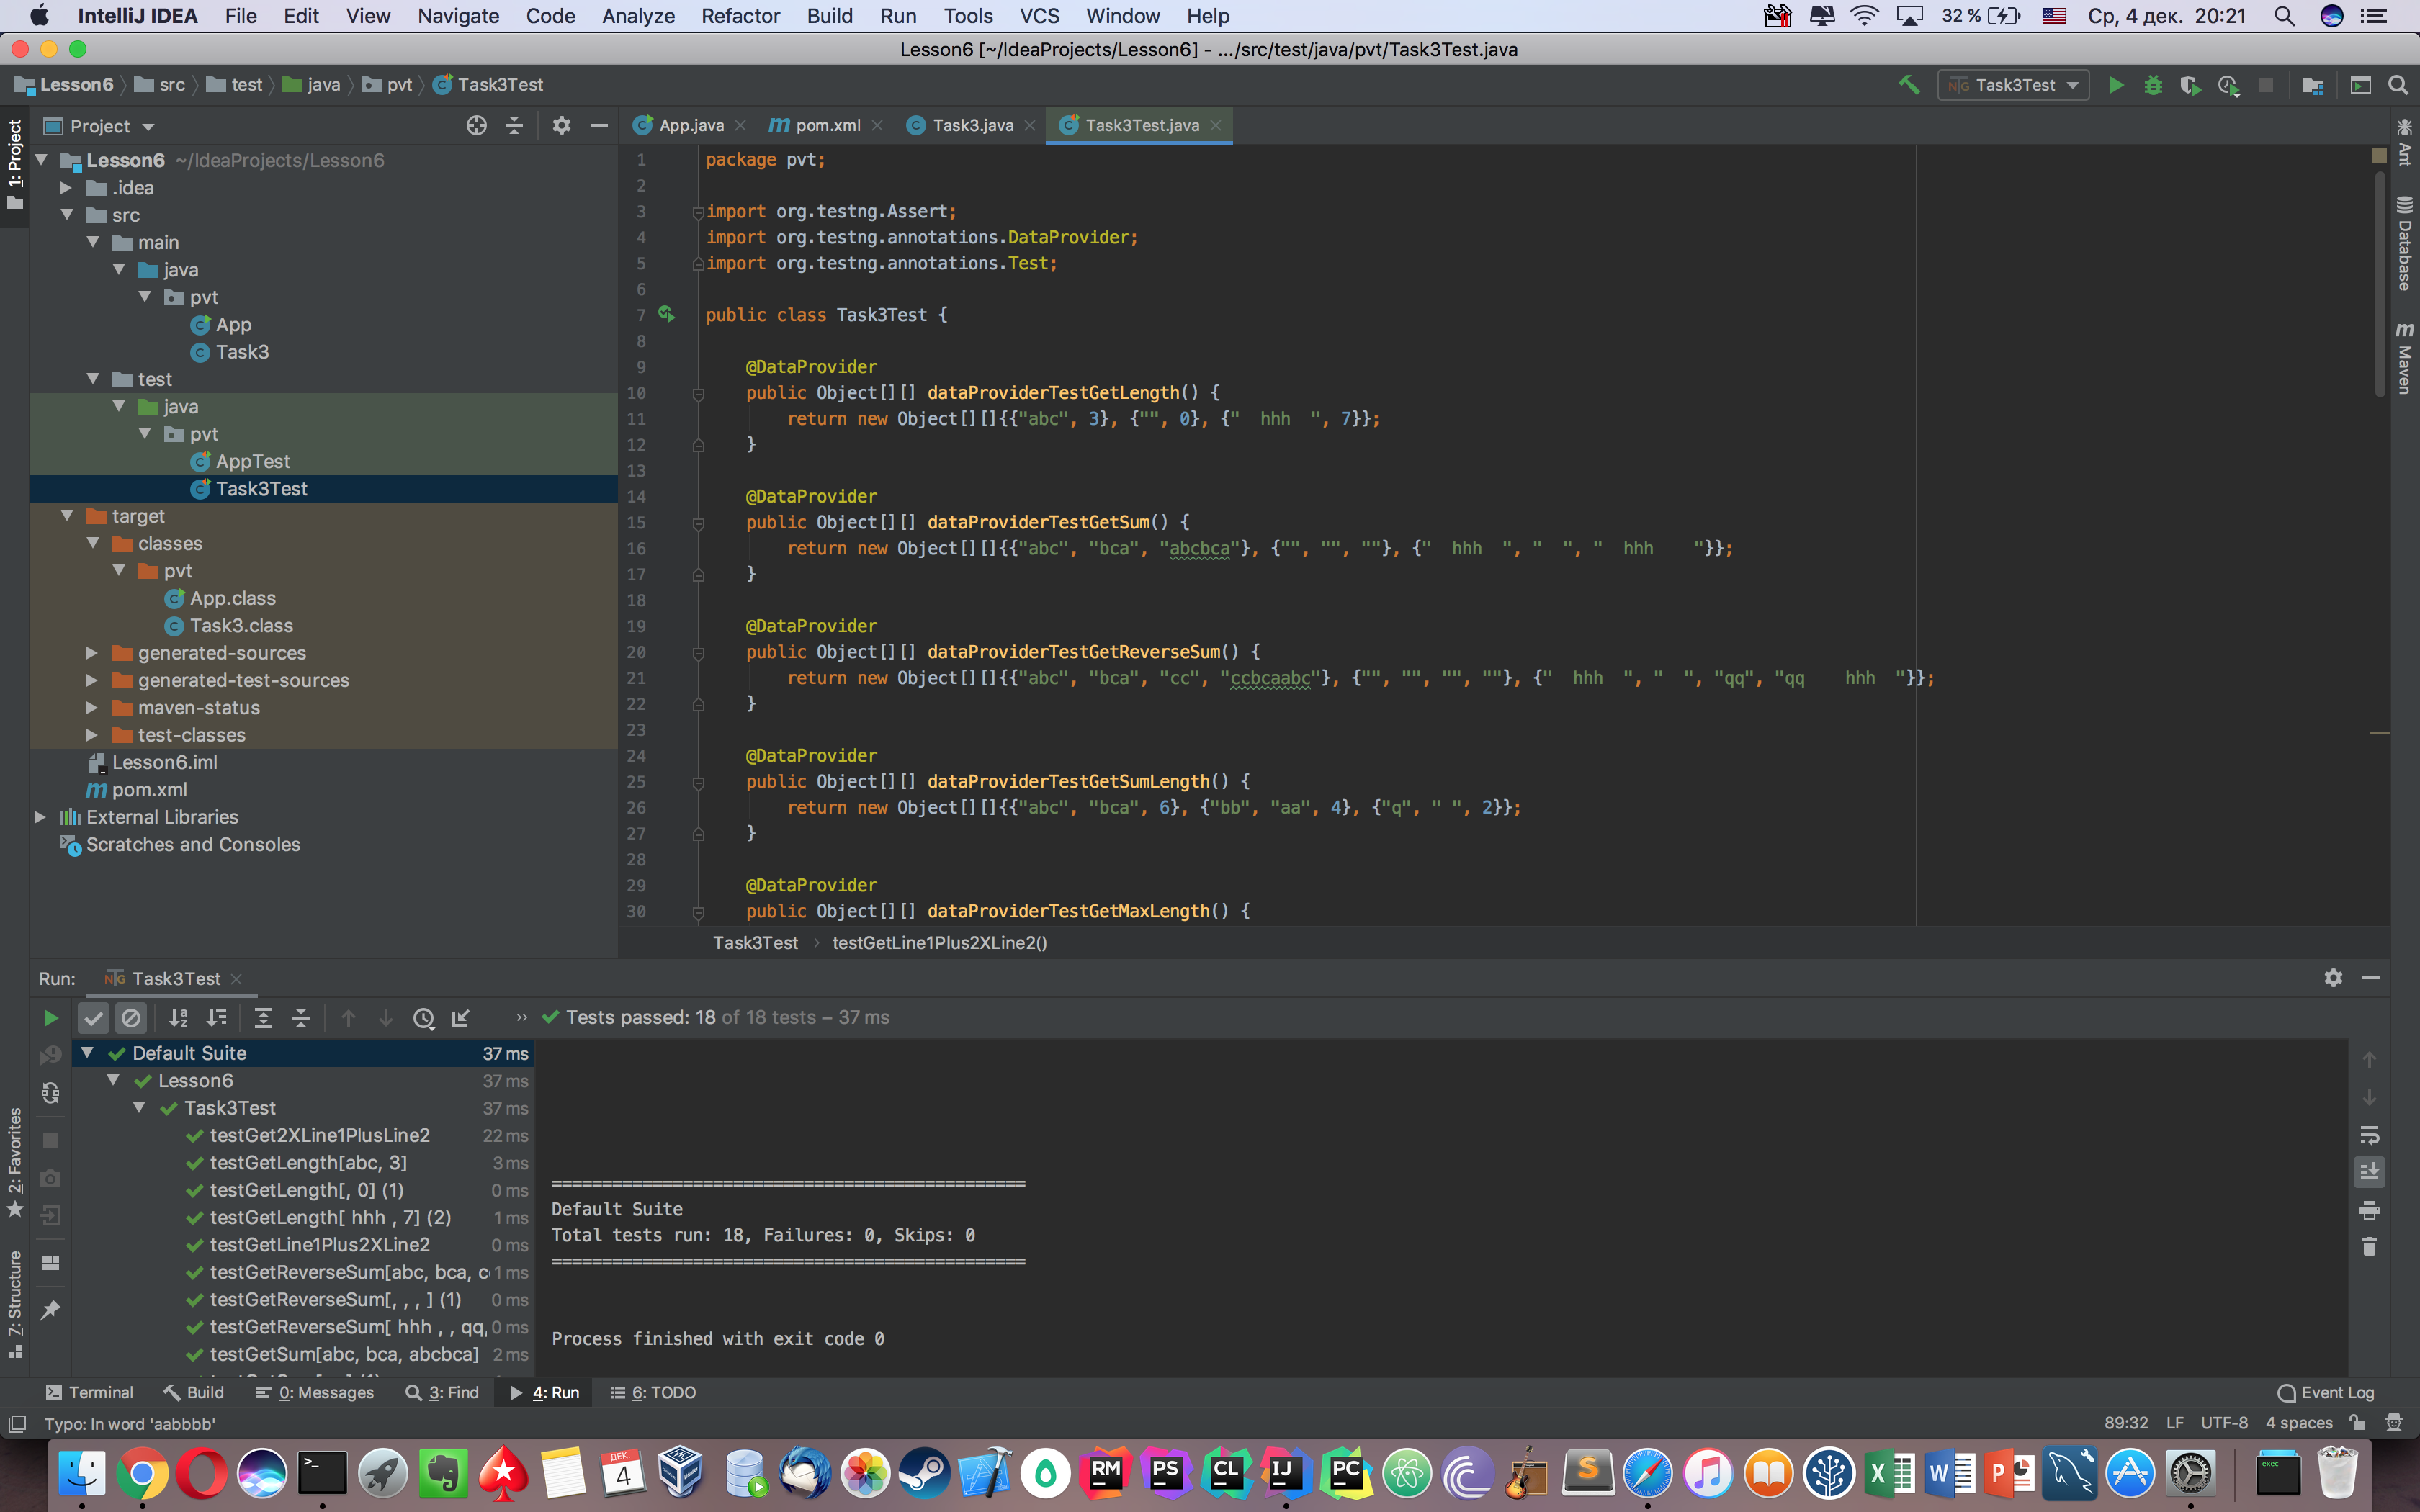 IntelliJ IDEA File Edit View Navigate Code Analyze Refactor Build Run Tools VCS Window Help 32 % Ср, 4 дек. 20:21
Lesson6 [~/IdeaProjects/Lesson6] - .../src/test/java/pvt/Task3Test.java
Lesson6 src test java pvt Task3Test Task3Test
1: Project
Project
Lesson6 ~/IdeaProjects/Lesson6
.idea
src
main
java
pvt
App
Task3
test
java
pvt
AppTest
Task3Test
target
classes
pvt
App.class
Task3.class
generated-sources
generated-test-sources
maven-status
test-classes
Lesson6.iml
pom.xml
External Libraries
Scratches and Consoles
App.java pom.xml Task3.java Task3Test.java
1 package pvt;
2
3 import org.testng.Assert;
4 import org.testng.annotations.DataProvider;
5 import org.testng.annotations.Test;
6
7 public class Task3Test {
8
9 @DataProvider
10 public Object[][] dataProviderTestGetLength() {
11 return new Object[][]{{"abc", 3}, {"", 0}, {"  hhh  ", 7}};
12 }
13
14 @DataProvider
15 public Object[][] dataProviderTestGetSum() {
16 return new Object[][]{{"abc", "bca", "abcbca"}, {"", "", ""}, {"  hhh  ", "  ", "  hhh    "}};
17 }
18
19 @DataProvider
20 public Object[][] dataProviderTestGetReverseSum() {
21 return new Object[][]{{"abc", "bca", "cc", "ccbcaabc"}, {"", "", "", ""}, {"  hhh  ", "  ", "qq", "qq    hhh  "}};
22 }
23
24 @DataProvider
25 public Object[][] dataProviderTestGetSumLength() {
26 return new Object[][]{{"abc", "bca", 6}, {"bb", "aa", 4}, {"q", " ", 2}};
27 }
28
29 @DataProvider
30 public Object[][] dataProviderTestGetMaxLength() {
Task3Test testGetLine1Plus2XLine2()
Ant
Database
Maven
Run: Task3Test
Tests passed: 18 of 18 tests – 37 ms
2: Favorites
7: Structure
Default Suite 37 ms
Lesson6 37 ms
Task3Test 37 ms
testGet2XLine1PlusLine2 22 ms
testGetLength[abc, 3] 3 ms
testGetLength[, 0] (1) 0 ms
testGetLength[ hhh , 7] (2) 1 ms
testGetLine1Plus2XLine2 0 ms
testGetReverseSum[abc, bca, c 1 ms
testGetReverseSum[, , , ] (1) 0 ms
testGetReverseSum[ hhh , , qq, 0 ms
testGetSum[abc, bca, abcbca] 2 ms
===============================================
Default Suite
Total tests run: 18, Failures: 0, Skips: 0
===============================================
Process finished with exit code 0
Terminal Build 0: Messages 3: Find 4: Run 6: TODO Event Log
Typo: In word 'aabbbb' 89:32 LF UTF-8 4 spaces
ДЕК. 4 RM PS CL IJ PC S X W P exec